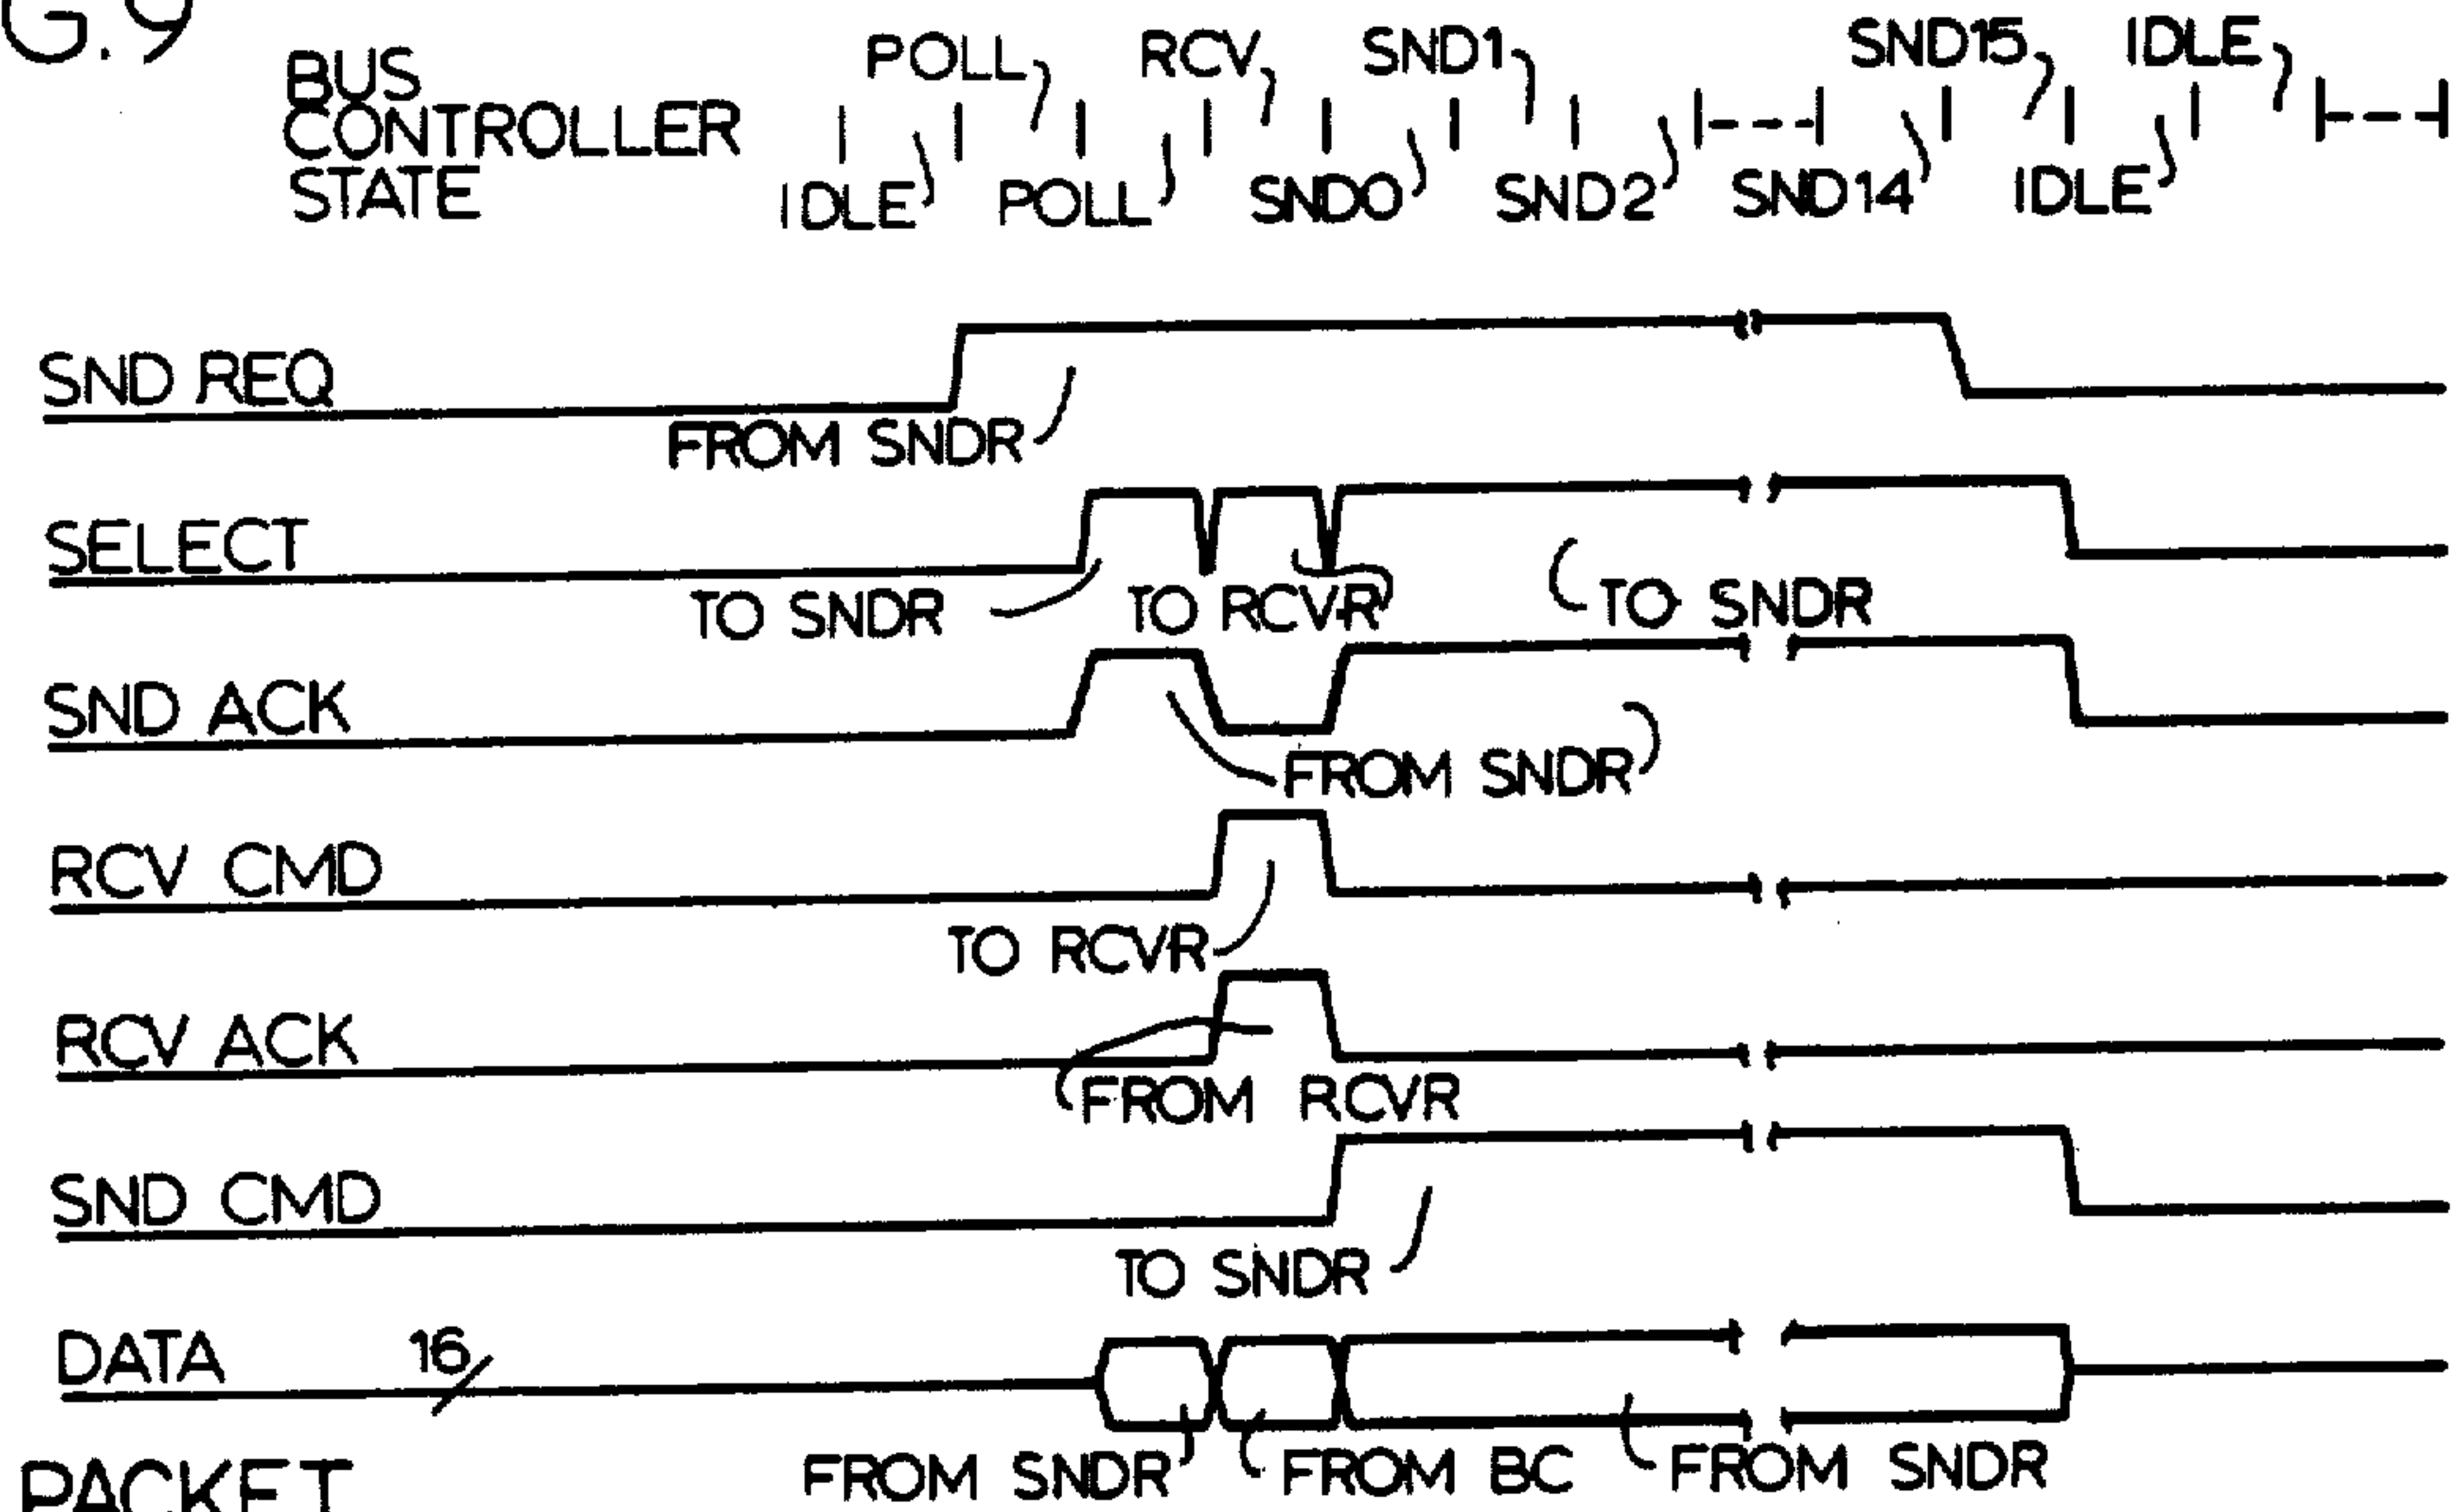 G.9
BUS
CONTROLLER
STATE
POLL
RCV
SND1
SND15
IDLE
IDLE
POLL
SND0
SND2
SND14
IDLE
SND REQ
FROM SNDR
SELECT
TO SNDR
TO RCVR
TO SNDR
SND ACK
FROM SNDR
RCV CMD
TO RCVR
RCV ACK
FROM RCVR
SND CMD
TO SNDR
DATA
16
FROM SNDR
FROM BC
FROM SNDR
PACKET